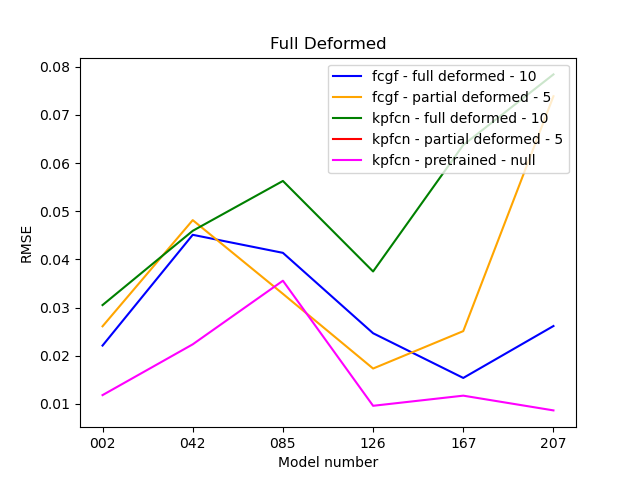 Full Deformed
0.08
0.07
0.06
0.05
0.04
0.03
0.02
0.01
RMSE
fcgf - full deformed - 10
fcgf - partial deformed - 5
kpfcn - full deformed - 10
kpfcn - partial deformed - 5
kpfcn - pretrained - null
002 042 085 126 167 207
Model number